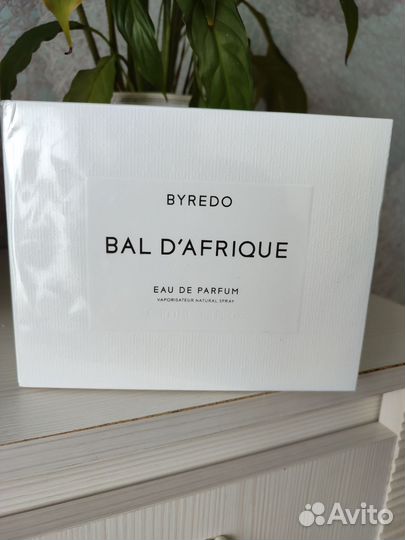 BYREDO
BAL D'AFRIQUE
EAU DE PARFUM
VAPORISATEUR NATURAL SPRAY
Avito